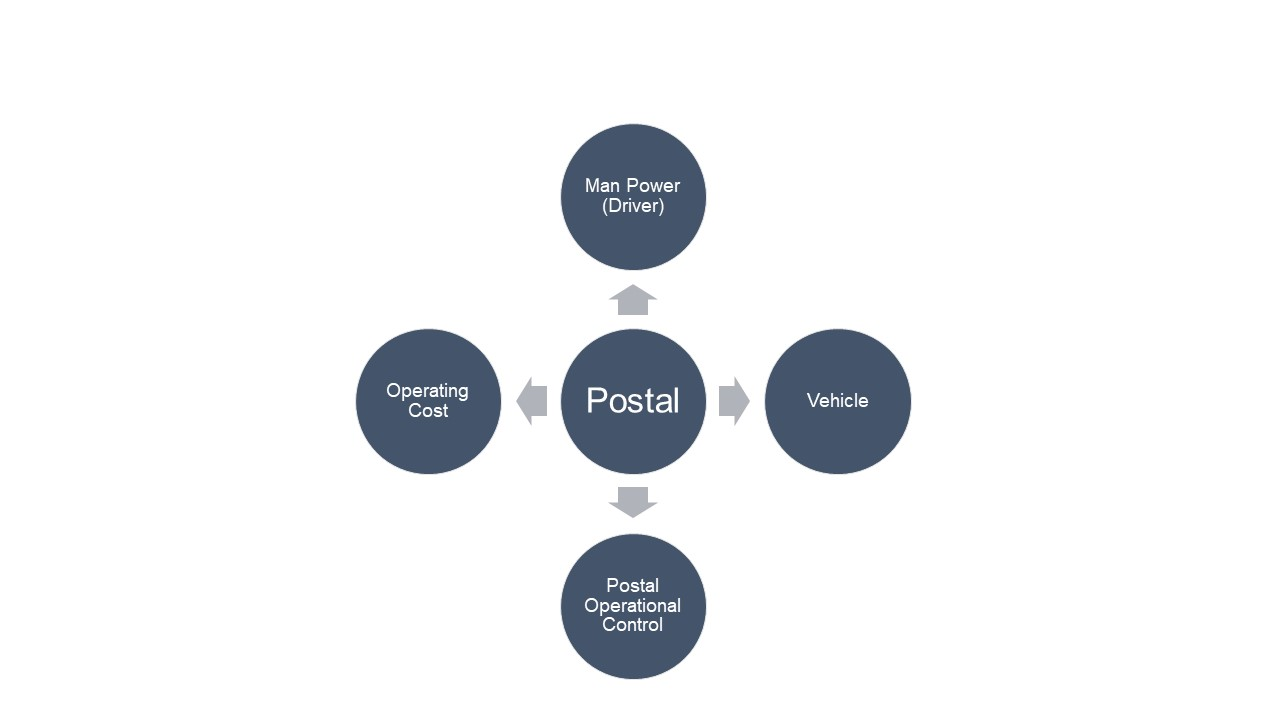 Man Power
(Driver)
Operating
Cost
Postal
Vehicle
Postal
Operational
Control